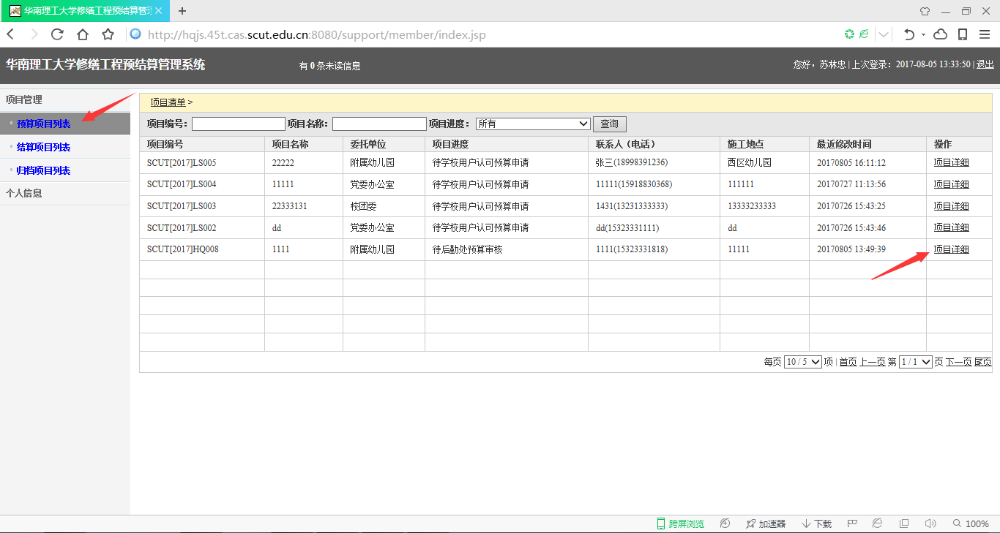 华南理工大学修缮工程预结算管理
http://hqjs.45t.cas.scut.edu.cn:8080/support/member/index.jsp
华南理工大学修缮工程预结算管理系统 有 0 条未读信息 您好，苏林忠 | 上次登录：2017-08-05 13:33:50 | 退出
项目管理
预算项目列表
结算项目列表
归档项目列表
个人信息
项目清单 >
项目编号： 项目名称： 项目进度： 所有 查询
项目编号 项目名称 委托单位 项目进度 联系人（电话） 施工地点 最近修改时间 操作
SCUT[2017]LS005 22222 附属幼儿园 待学校用户认可预算申请 张三(18998391236) 西区幼儿园 20170805 16:11:12 项目详细
SCUT[2017]LS004 11111 党委办公室 待学校用户认可预算申请 11111(15918830368) 111111 20170727 11:13:56 项目详细
SCUT[2017]LS003 22333131 校团委 待学校用户认可预算申请 1431(13231333333) 13333233333 20170726 15:43:25 项目详细
SCUT[2017]LS002 dd 党委办公室 待学校用户认可预算申请 dd(15323331111) dd 20170726 15:43:46 项目详细
SCUT[2017]HQ008 1111 附属幼儿园 待后勤处预算审核 1111(15323331818) 11111 20170805 13:49:39 项目详细
每页 10 / 5 项 | 首页 上一页 第 1 / 1 页 下一页 尾页
跨屏浏览 加速器 下载 100%